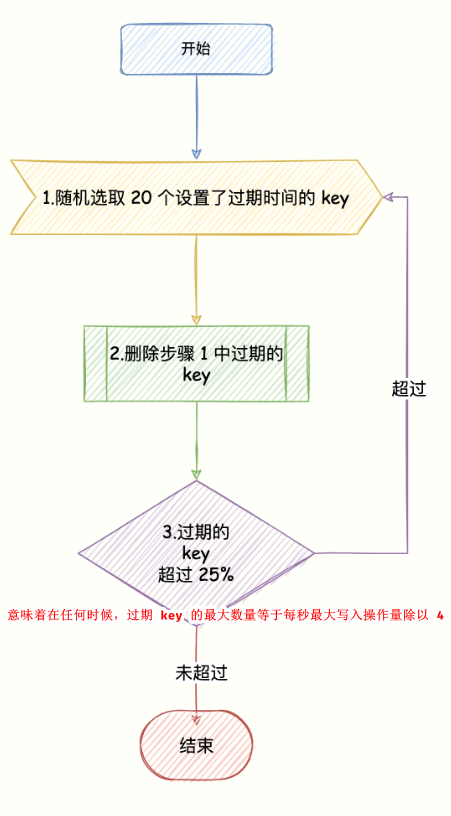 开始
1.随机选取 20 个设置了过期时间的 key
2.删除步骤 1 中过期的
key
超过
3.过期的
key
超过 25%
意味着在任何时候，过期 key 的最大数量等于每秒最大写入操作量除以 4
未超过
结束